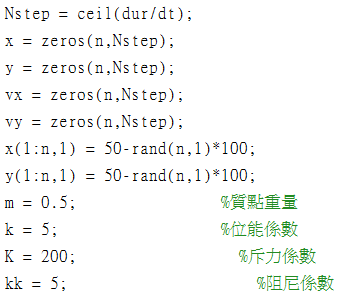 Nstep = ceil(dur/dt);
x = zeros(n,Nstep);
y = zeros(n,Nstep);
vx = zeros(n,Nstep);
vy = zeros(n,Nstep);
x(1:n,1) = 50-rand(n,1)*100;
y(1:n,1) = 50-rand(n,1)*100;
m = 0.5; %質點重量
k = 5; %位能係數
K = 200; %斥力係數
kk = 5; %阻尼係數